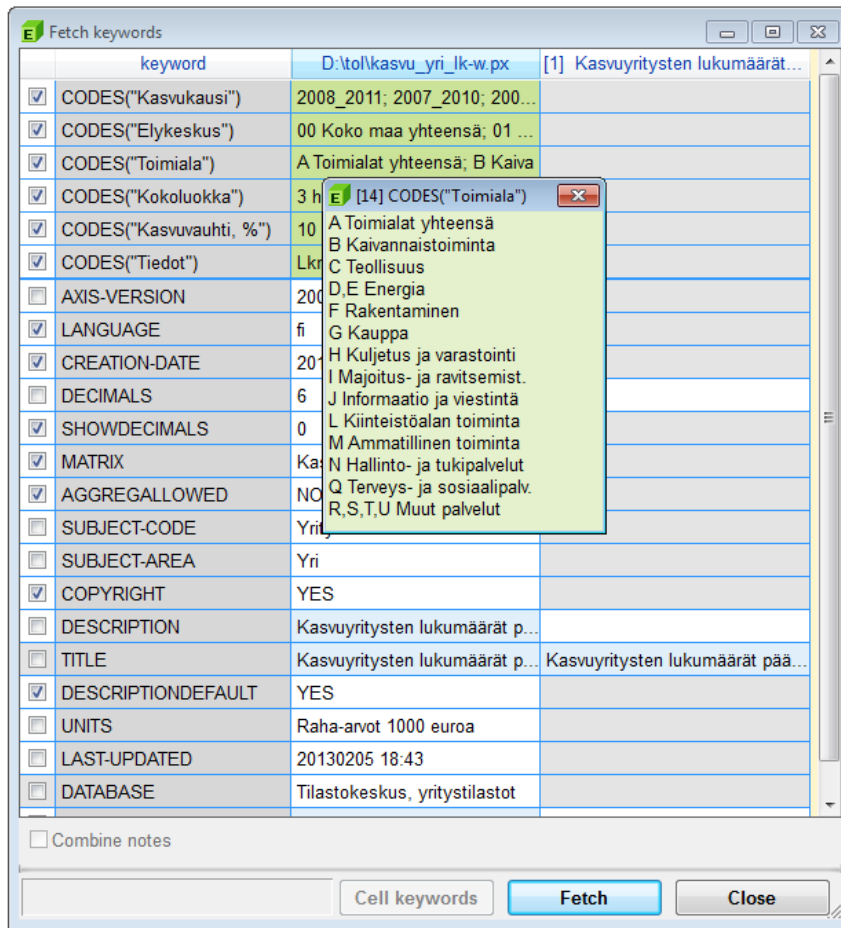 Fetch keywords
keyword D:\tol\kasvu_yri_lk-w.px [1] Kasvuyritysten lukumäärät...
CODES("Kasvukausi") 2008_2011; 2007_2010; 200...
CODES("Elykeskus") 00 Koko maa yhteensä; 01 ...
CODES("Toimiala") A Toimialat yhteensä; B Kaiva
CODES("Kokoluokka") 3 h
CODES("Kasvuvauhti, %") 10
CODES("Tiedot") Lkr
AXIS-VERSION 200
LANGUAGE fi
CREATION-DATE 201
DECIMALS 6
SHOWDECIMALS 0
MATRIX Kas
AGGREGALLOWED NO
SUBJECT-CODE
SUBJECT-AREA Yri
COPYRIGHT YES
DESCRIPTION Kasvuyritysten lukumäärät p...
TITLE Kasvuyritysten lukumäärät p... Kasvuyritysten lukumäärät pää...
DESCRIPTIONDEFAULT YES
UNITS Raha-arvot 1000 euroa
LAST-UPDATED 20130205 18:43
DATABASE Tilastokeskus, yritystilastot
[14] CODES("Toimiala")
A Toimialat yhteensä
B Kaivannaistoiminta
C Teollisuus
D,E Energia
F Rakentaminen
G Kauppa
H Kuljetus ja varastointi
I Majoitus- ja ravitsemist.
J Informaatio ja viestintä
L Kiinteistöalan toiminta
M Ammatillinen toiminta
N Hallinto- ja tukipalvelut
Q Terveys- ja sosiaalipalv.
R,S,T,U Muut palvelut
Combine notes
Cell keywords Fetch Close